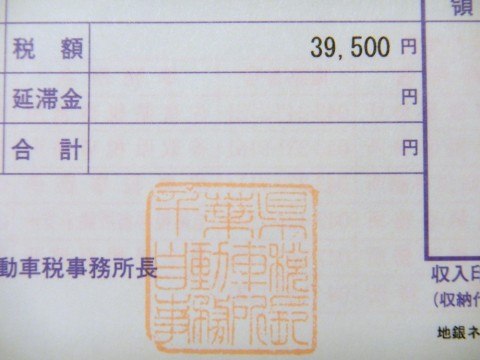 領
税額 39,500 円
延滞金 円
合計 円
動車税事務所長
収入印
(収納代
地銀ネ